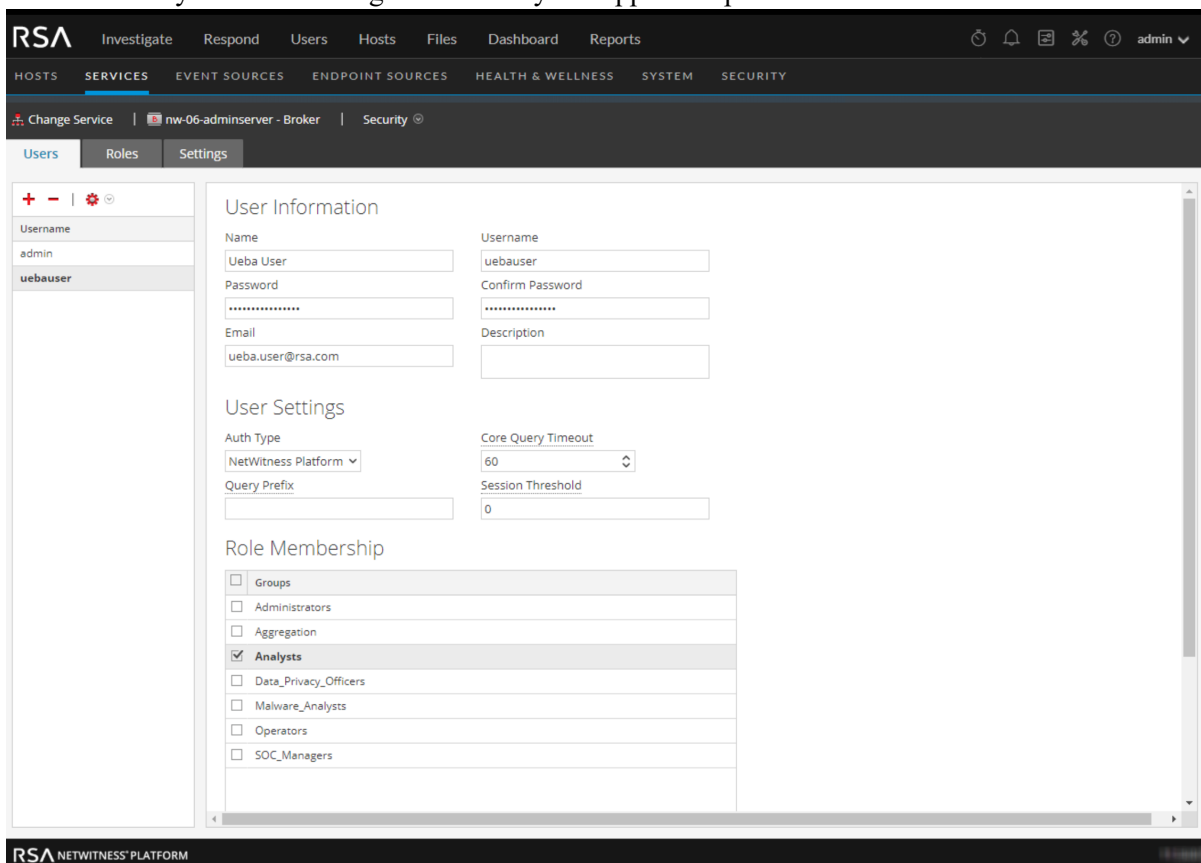 RSA Investigate Respond Users Hosts Files Dashboard Reports admin
HOSTS SERVICES EVENT SOURCES ENDPOINT SOURCES HEALTH & WELLNESS SYSTEM SECURITY
Change Service | nw-06-adminserver - Broker | Security
Users Roles Settings
User Information
Username
Name Username
admin
Ueba User uebauser
uebauser
Password Confirm Password
•••••••••••••••• ••••••••••••••••
Email Description
ueba.user@rsa.com
User Settings
Auth Type Core Query Timeout
NetWitness Platform 60
Query Prefix Session Threshold
0
Role Membership
Groups
Administrators
Aggregation
Analysts
Data_Privacy_Officers
Malware_Analysts
Operators
SOC_Managers
RSA NETWITNESS® PLATFORM